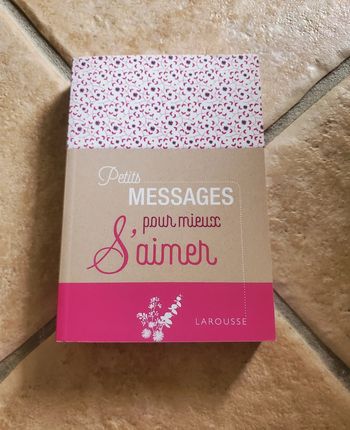 Petits
MESSAGES
pour mieux
S'aimer
LAROUSSE